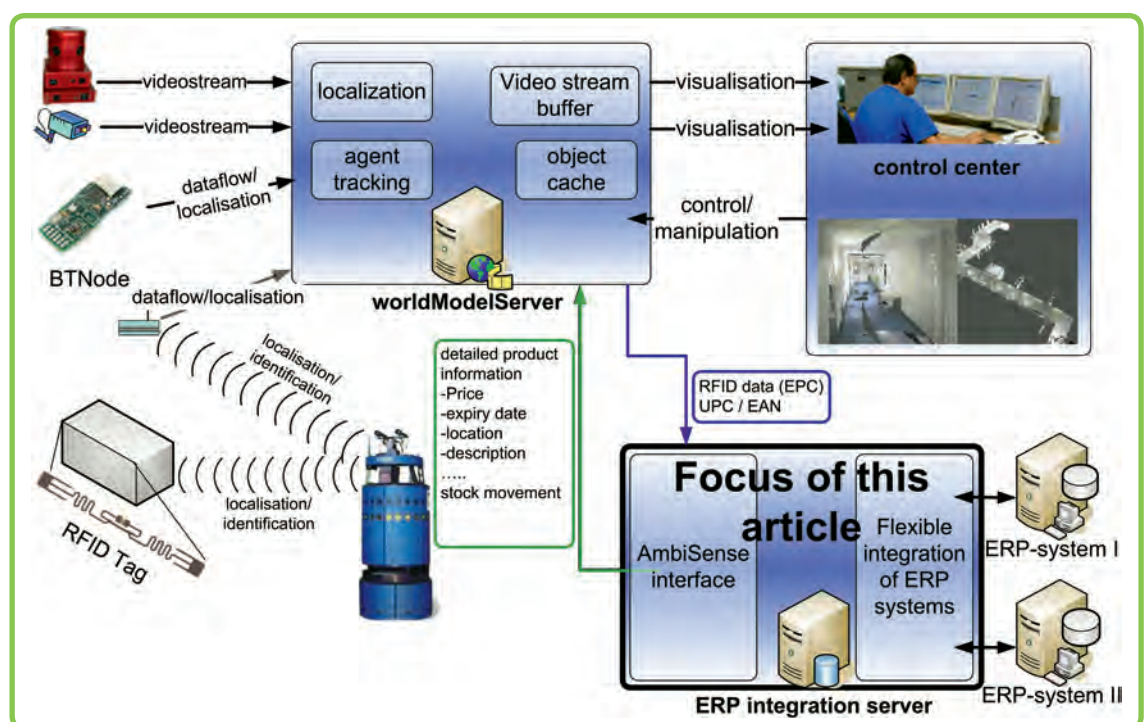 videostream
videostream
dataflow/
localisation
BTNode
dataflow/localisation
localisation/
identification
localisation/
identification
RFID Tag
localization
Video stream
buffer
agent
tracking
object
cache
worldModelServer
visualisation
visualisation
control/
manipulation
control center
detailed product
information
-Price
-expiry date
-location
-description
.....
stock movement
RFID data (EPC)
UPC / EAN
Focus of this
article
AmbiSense
interface
Flexible
integration
of ERP
systems
ERP integration server
ERP-system I
ERP-system II